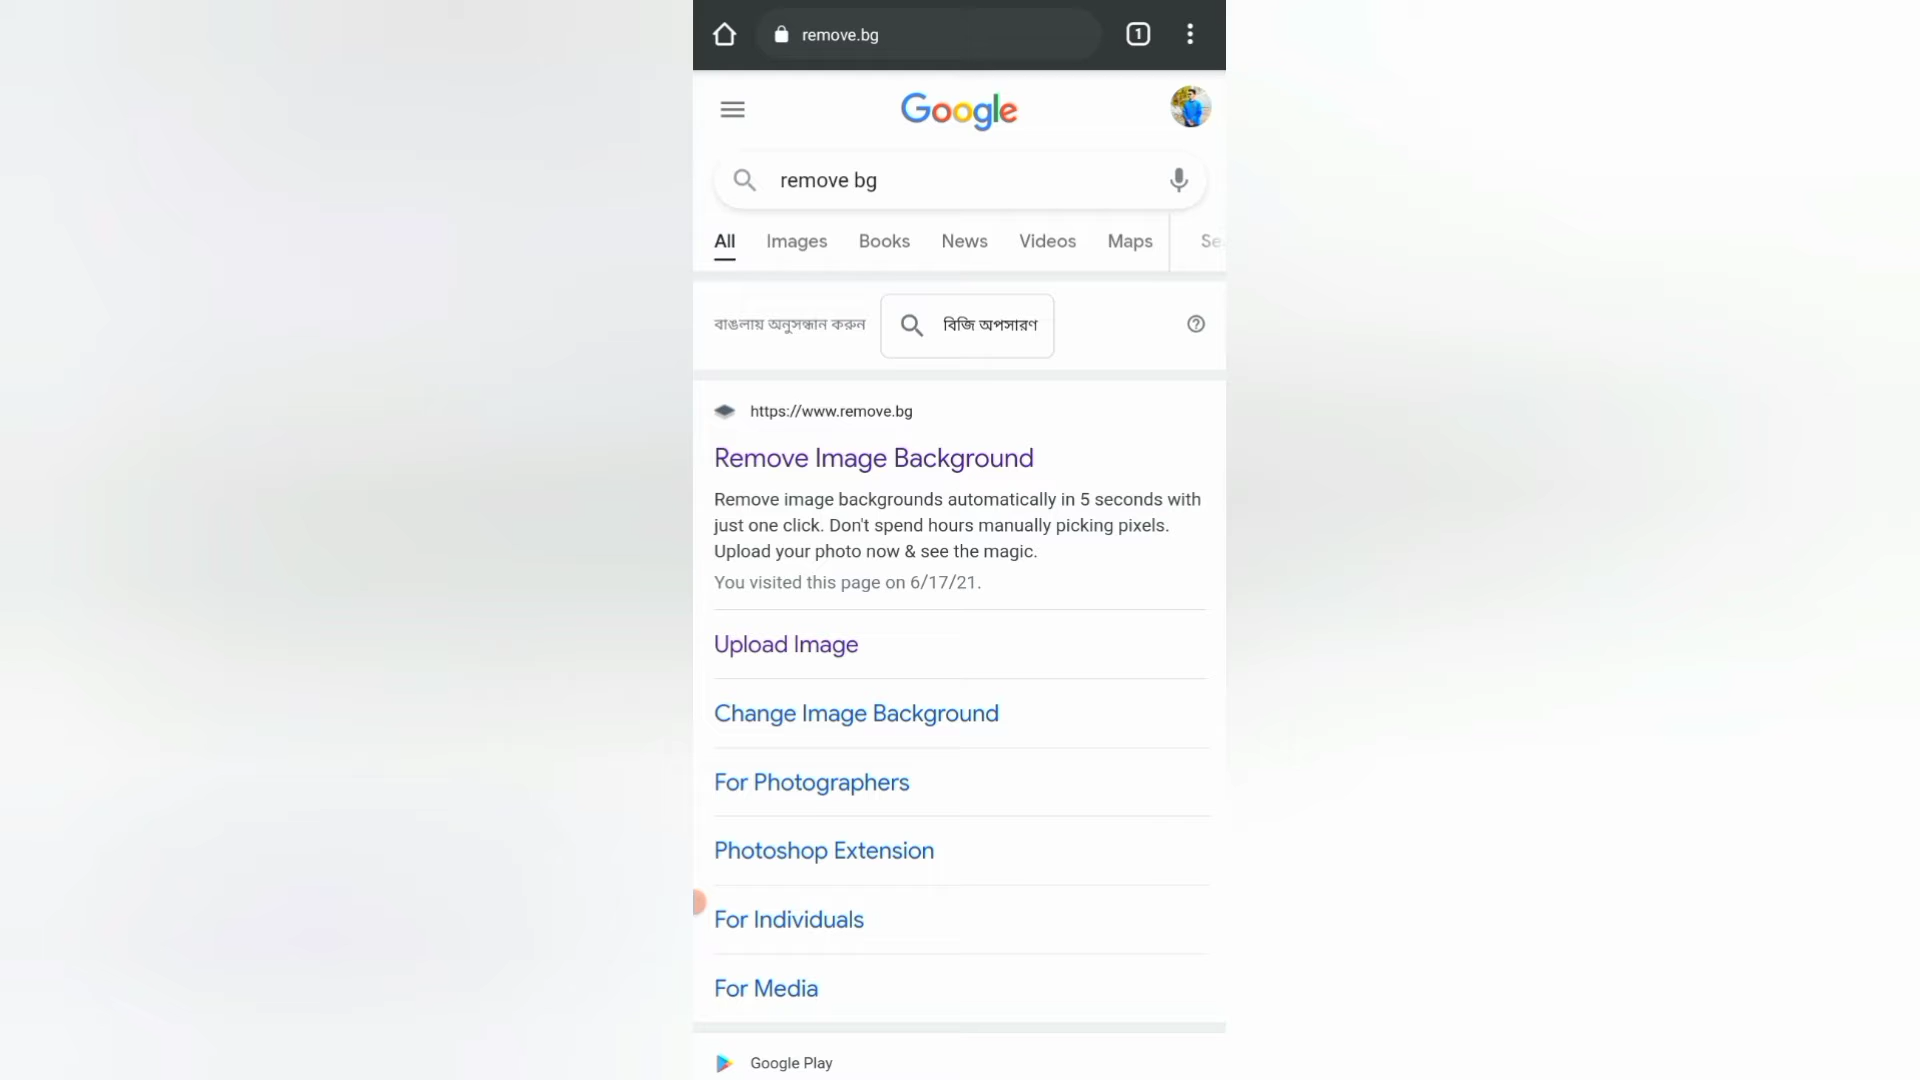 1
remove.bg
Google
remove bg
All Images Books News Videos Maps
বাঙলায় অনুসন্ধান করুন
বিজি অপসারণ
https://www.remove.bg
Remove Image Background
Remove image backgrounds automatically in 5 seconds with
just one click. Don't spend hours manually picking pixels.
Upload your photo now & see the magic.
You visited this page on 6/17/21.
Upload Image
Change Image Background
For Photographers
Photoshop Extension
For Individuals
For Media
Google Play